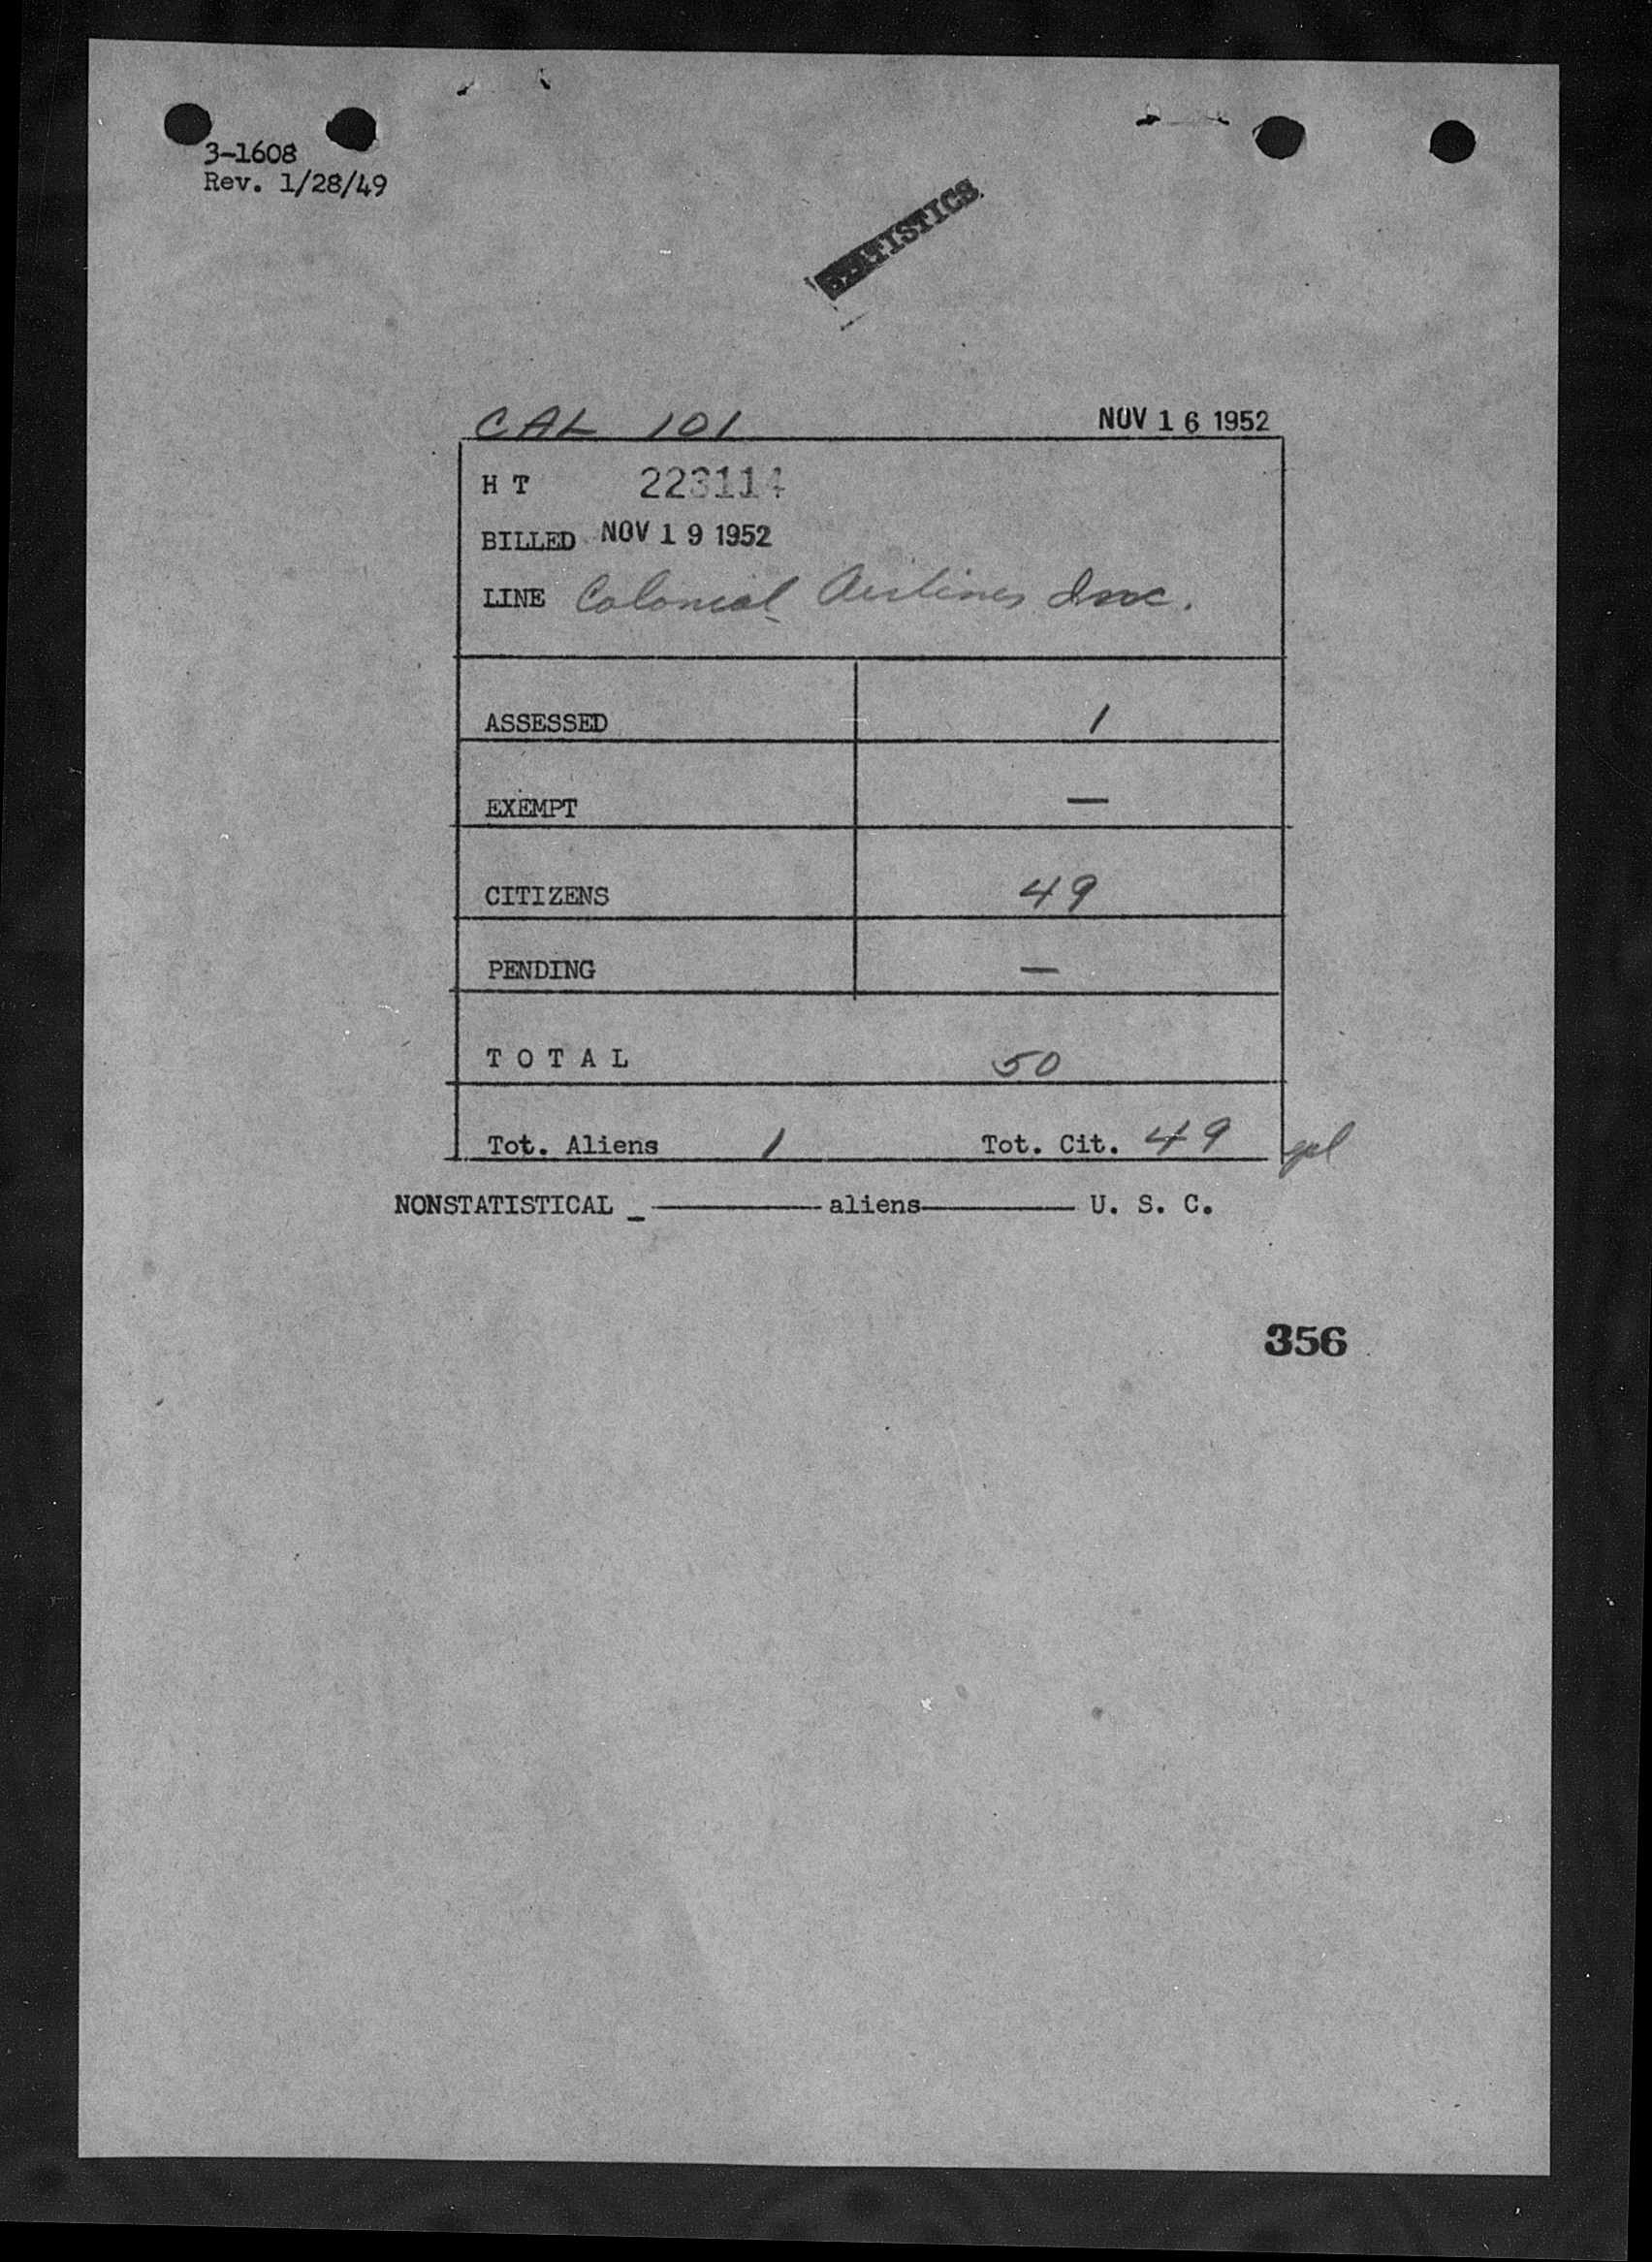 3-1608
Rev. 1/28/49
STATISTICS
CAL 101 NOV 16 1952
H T 223114
BILLED NOV 19 1952
LINE Colonial Airlines Inc.
ASSESSED 1
EXEMPT —
CITIZENS 49
PENDING —
T O T A L 50
Tot. Aliens 1 Tot. Cit. 49
NONSTATISTICAL _ ———— aliens ———— U. S. C.
356